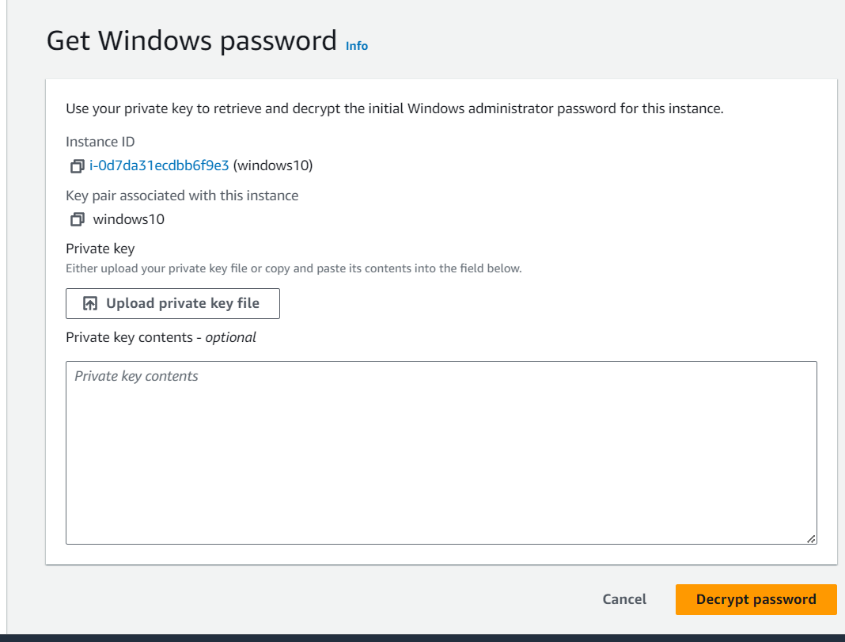 Get Windows password Info
Use your private key to retrieve and decrypt the initial Windows administrator password for this instance.
Instance ID
i-0d7da31ecdbb6f9e3 (windows10)
Key pair associated with this instance
windows10
Private key
Either upload your private key file or copy and paste its contents into the field below.
Upload private key file
Private key contents - optional
Private key contents
Cancel
Decrypt password